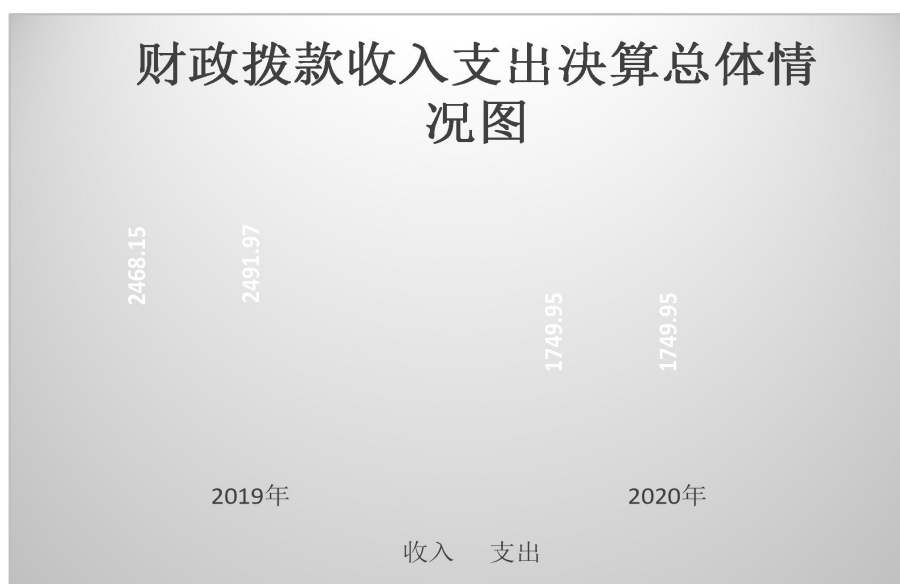 财政拨款收入支出决算总体情
况图
2468.15
2491.97
1749.95
1749.95
2019年
2020年
收入 支出